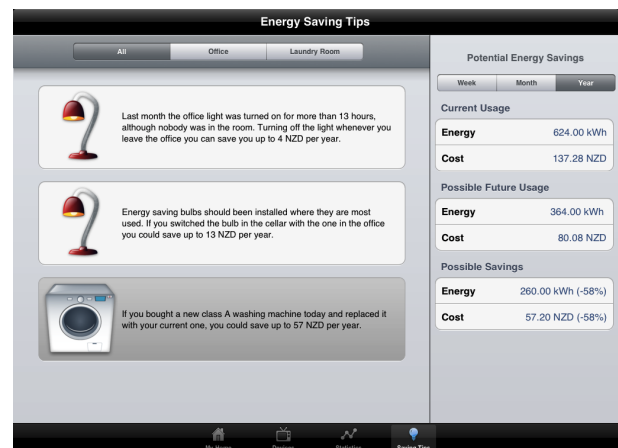 Energy Saving Tips
All
Office
Laundry Room
Last month the office light was turned on for more than 13 hours,
although nobody was in the room. Turning off the light whenever you
leave the office you can save you up to 4 NZD per year.
Energy saving bulbs should been installed where they are most
used. If you switched the bulb in the cellar with the one in the office
you could save up to 13 NZD per year.
If you bought a new class A washing machine today and replaced it
with your current one, you could save up to 57 NZD per year.
Potential Energy Savings
Week
Month
Year
Current Usage
Energy 624.00 kWh
Cost 137.28 NZD
Possible Future Usage
Energy 364.00 kWh
Cost 80.08 NZD
Possible Savings
Energy 260.00 kWh (-58%)
Cost 57.20 NZD (-58%)
My Home
Devices
Statistics
Saving Tips